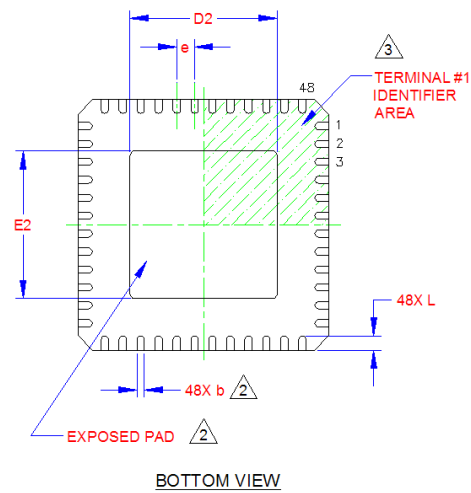 D2
e
3
48
TERMINAL #1
IDENTIFIER
AREA
1
2
3
E2
48X L
48X b 2
EXPOSED PAD 2
BOTTOM VIEW